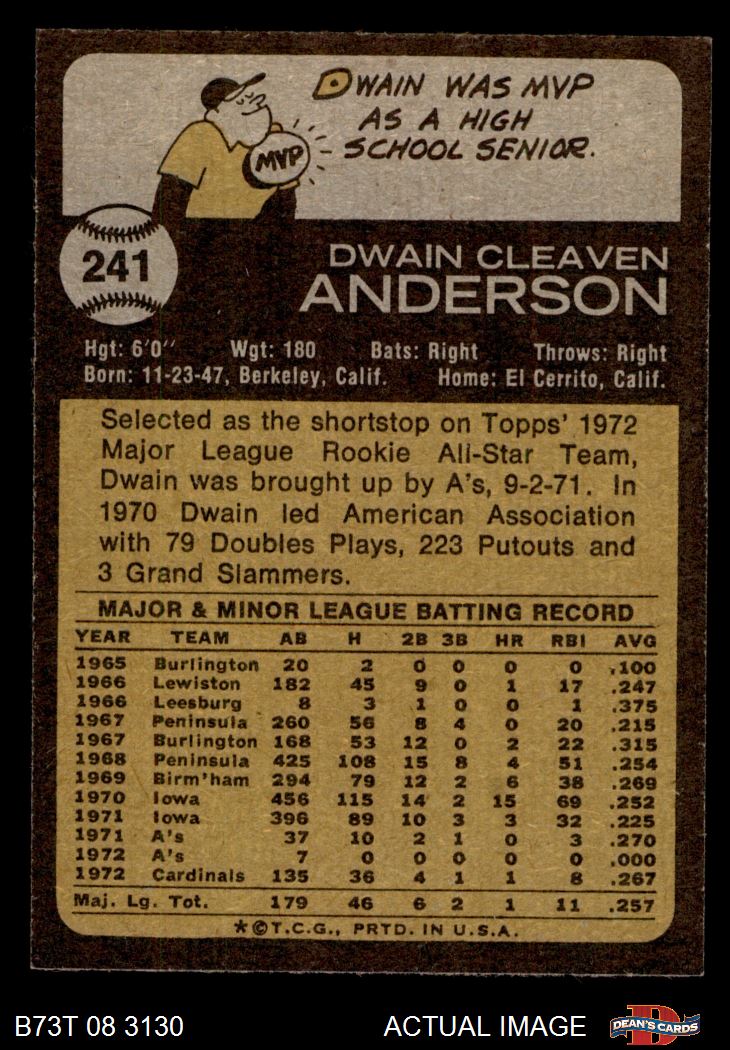 DWAIN WAS MVP
AS A HIGH
SCHOOL SENIOR.
MVP
241
DWAIN CLEAVEN
ANDERSON
Hgt: 6'0" Wgt: 180 Bats: Right Throws: Right
Born: 11-23-47, Berkeley, Calif. Home: El Cerrito, Calif.
Selected as the shortstop on Topps' 1972
Major League Rookie All-Star Team,
Dwain was brought up by A's, 9-2-71. In
1970 Dwain led American Association
with 79 Doubles Plays, 223 Putouts and
3 Grand Slammers.
MAJOR & MINOR LEAGUE BATTING RECORD
YEAR TEAM AB H 2B 3B HR RBI AVG
1965 Burlington 20 2 0 0 0 0 .100
1966 Lewiston 182 45 9 0 1 17 .247
1966 Leesburg 8 3 1 0 0 1 .375
1967 Peninsula 260 56 8 4 0 20 .215
1967 Burlington 168 53 12 0 2 22 .315
1968 Peninsula 425 108 15 8 4 51 .254
1969 Birm'ham 294 79 12 2 6 38 .269
1970 Iowa 456 115 14 2 15 69 .252
1971 Iowa 396 89 10 3 3 32 .225
1971 A's 37 10 2 1 0 3 .270
1972 A's 7 0 0 0 0 0 .000
1972 Cardinals 135 36 4 1 1 8 .267
Maj. Lg. Tot. 179 46 6 2 1 11 .257
*©T.C.G., PRTD. IN U.S.A.
B73T 08 3130 ACTUAL IMAGE D DEAN'S CARDS